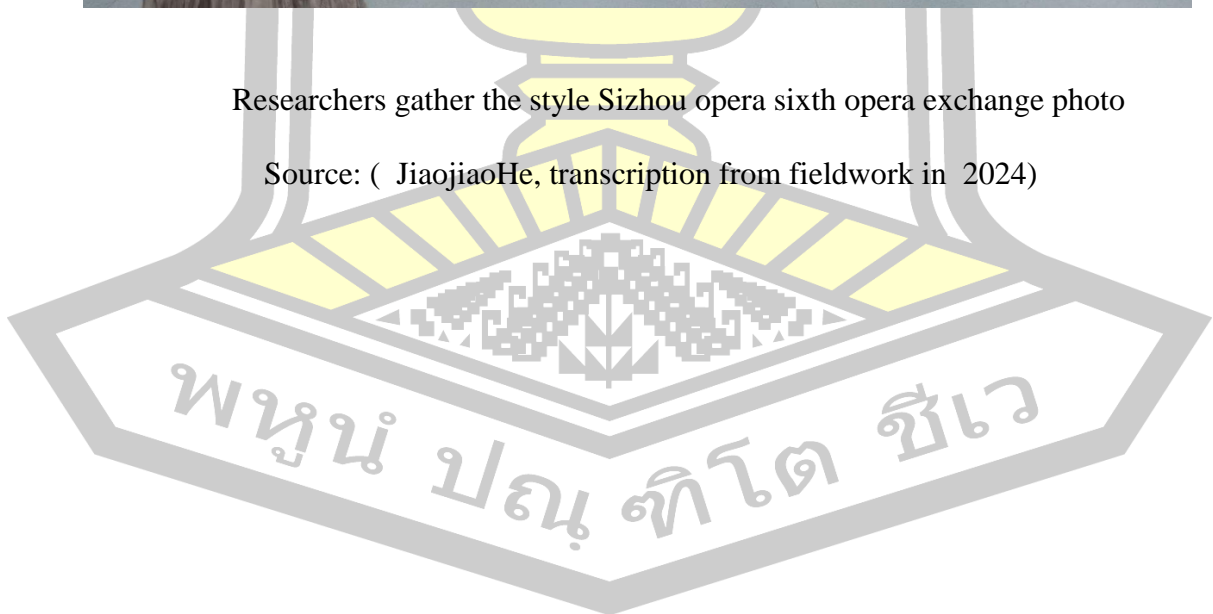 Researchers gather the style Sizhou opera sixth opera exchange photo
Source: ( JiaojiaoHe, transcription from fieldwork in 2024)
พหูนํ ปณฺฑิโต ชีเว